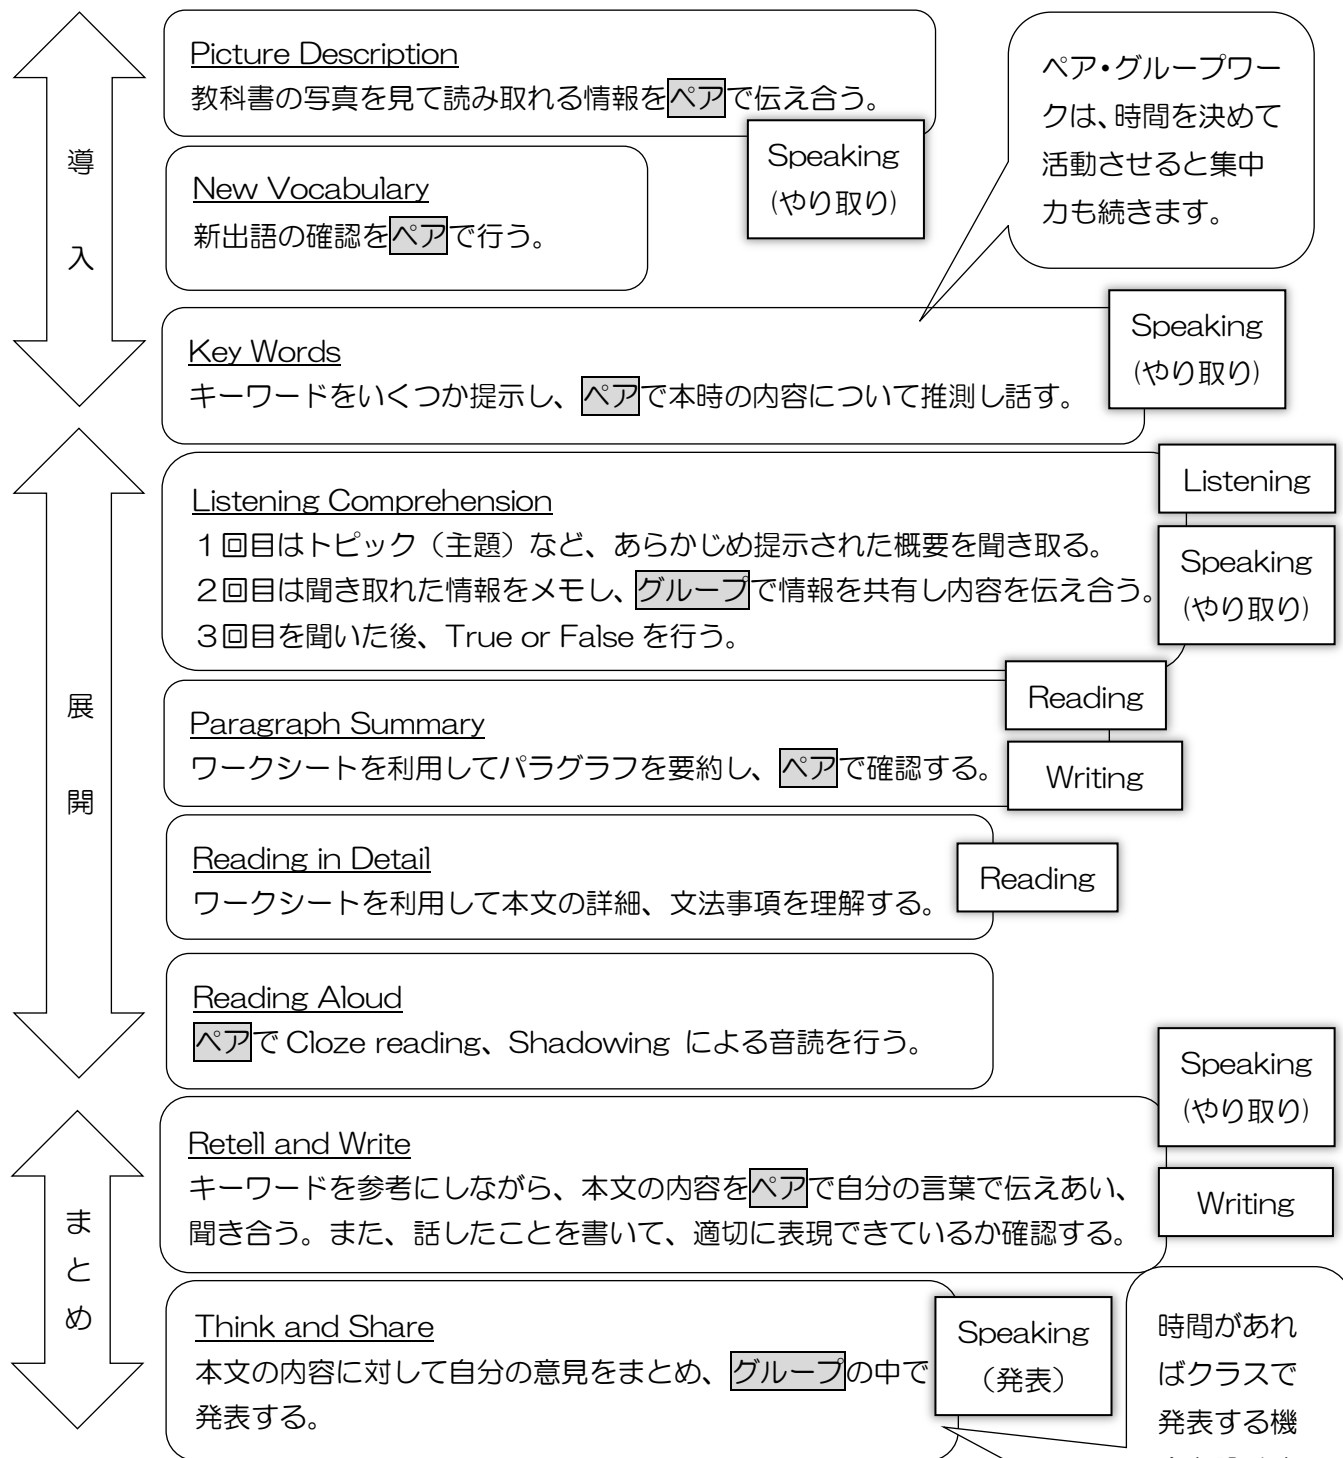 Picture Description
教科書の写真を見て読み取れる情報をペアで伝え合う。
Speaking
(やり取り)
ペア・グループワー
クは、時間を決めて
活動させると集中
力も続きます。
導
入
New Vocabulary
新出語の確認をペアで行う。
Key Words
キーワードをいくつか提示し、ペアで本時の内容について推測し話す。
Speaking
(やり取り)
展
開
Listening Comprehension
１回目はトピック（主題）など、あらかじめ提示された概要を聞き取る。
２回目は聞き取れた情報をメモし、グループで情報を共有し内容を伝え合う。
３回目を聞いた後、True or False を行う。
Listening
Speaking
(やり取り)
Paragraph Summary
ワークシートを利用してパラグラフを要約し、ペアで確認する。
Reading
Writing
Reading in Detail
ワークシートを利用して本文の詳細、文法事項を理解する。
Reading
Reading Aloud
ペアで Cloze reading、Shadowing による音読を行う。
まとめ
Retell and Write
キーワードを参考にしながら、本文の内容をペアで自分の言葉で伝えあい、
聞き合う。また、話したことを書いて、適切に表現できているか確認する。
Speaking
(やり取り)
Writing
Think and Share
本文の内容に対して自分の意見をまとめ、グループの中で
発表する。
Speaking
（発表）
時間があれ
ばクラスで
発表する機